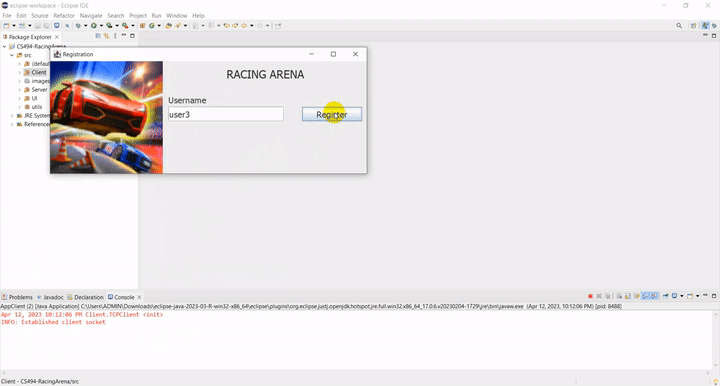 eclipse-workspace - Eclipse IDE
File Edit Source Refactor Navigate Search Project Run Window Help
Package Explorer
CS494-RacingArena
src
(defaul
Client
images
Server
UI
utils
JRE System
Reference
Registration
RACING ARENA
Username
user3
Register
Problems Javadoc Declaration Console
AppClient (2) [Java Application] C:\Users\ADMIN\Downloads\eclipse-java-2023-03-R-win32-x86_64\eclipse\plugins\org.eclipse.justj.openjdk.hotspot.jre.full.win32.x86_64_17.0.6.v20230204-1729\jre\bin\javaw.exe (Apr 12, 2023, 10:12:06 PM) [pid: 8488]
Apr 12, 2023 10:12:06 PM Client.TCPClient <init>
INFO: Established client socket
Client - CS494-RacingArena/src